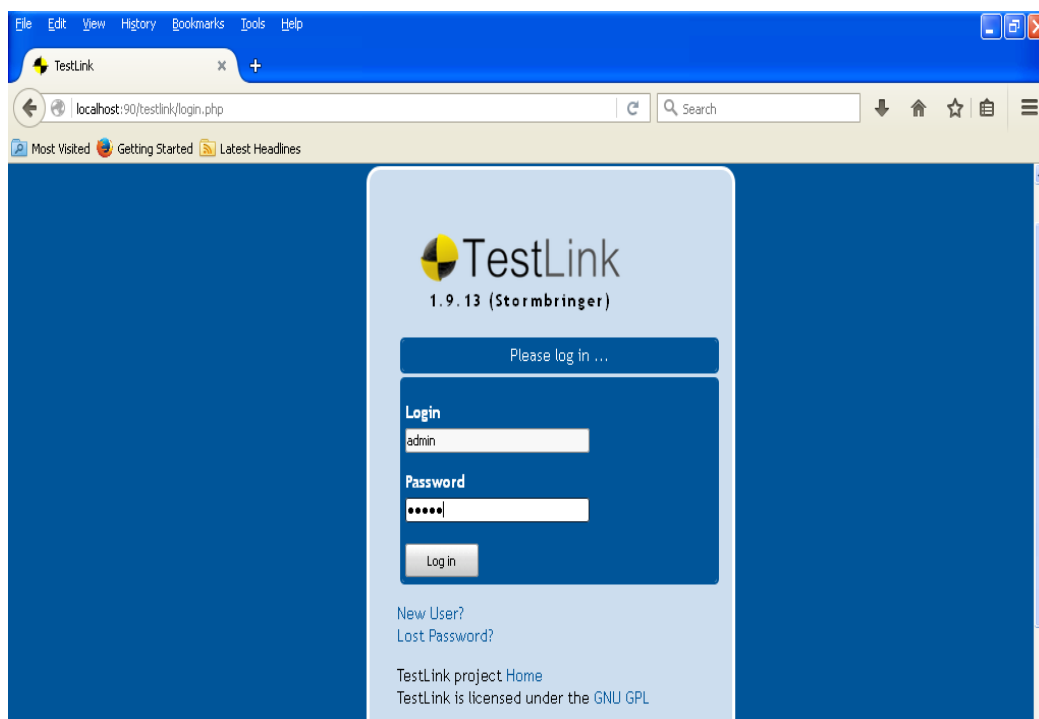 File Edit View History Bookmarks Tools Help
TestLink
localhost:90/testlink/login.php
Search
Most Visited Getting Started Latest Headlines
TestLink
1.9.13 (Stormbringer)
Please log in ...
Login
admin
Password
•••••
Log in
New User?
Lost Password?
TestLink project Home
TestLink is licensed under the GNU GPL